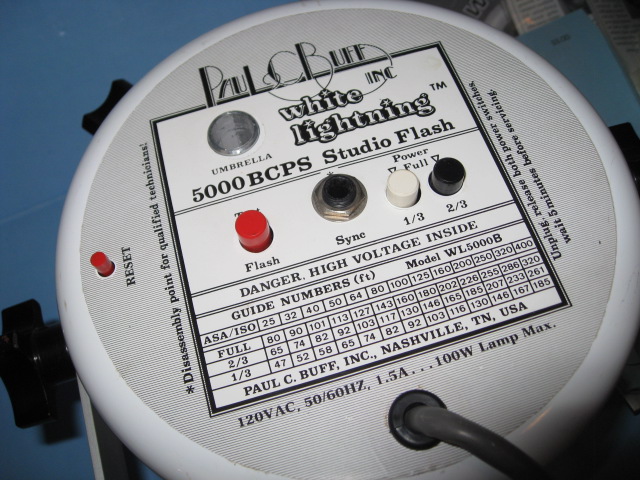 PAUL C. BUFF INC
white lightning™
UMBRELLA
5000BCPS Studio Flash
Power
Full
Flash
Sync
1/3
2/3
RESET
DANGER, HIGH VOLTAGE INSIDE
GUIDE NUMBERS (ft) Model WL5000B
ASA/ISO 25 32 40 50 64 80 100 125 160 200 250 320 400
FULL 80 90 101 113 127 143 160 180 202 226 255 286 320
2/3 65 74 82 92 103 117 130 146 165 185 207 233 261
1/3 47 52 58 65 74 82 92 103 116 130 146 167 185
PAUL C. BUFF, INC., NASHVILLE, TN, USA
120VAC, 50/60HZ, 1.5A...100W Lamp Max.
*Disassembly point for qualified technicians!
Unplug, release both power switches,
wait 5 minutes before servicing.